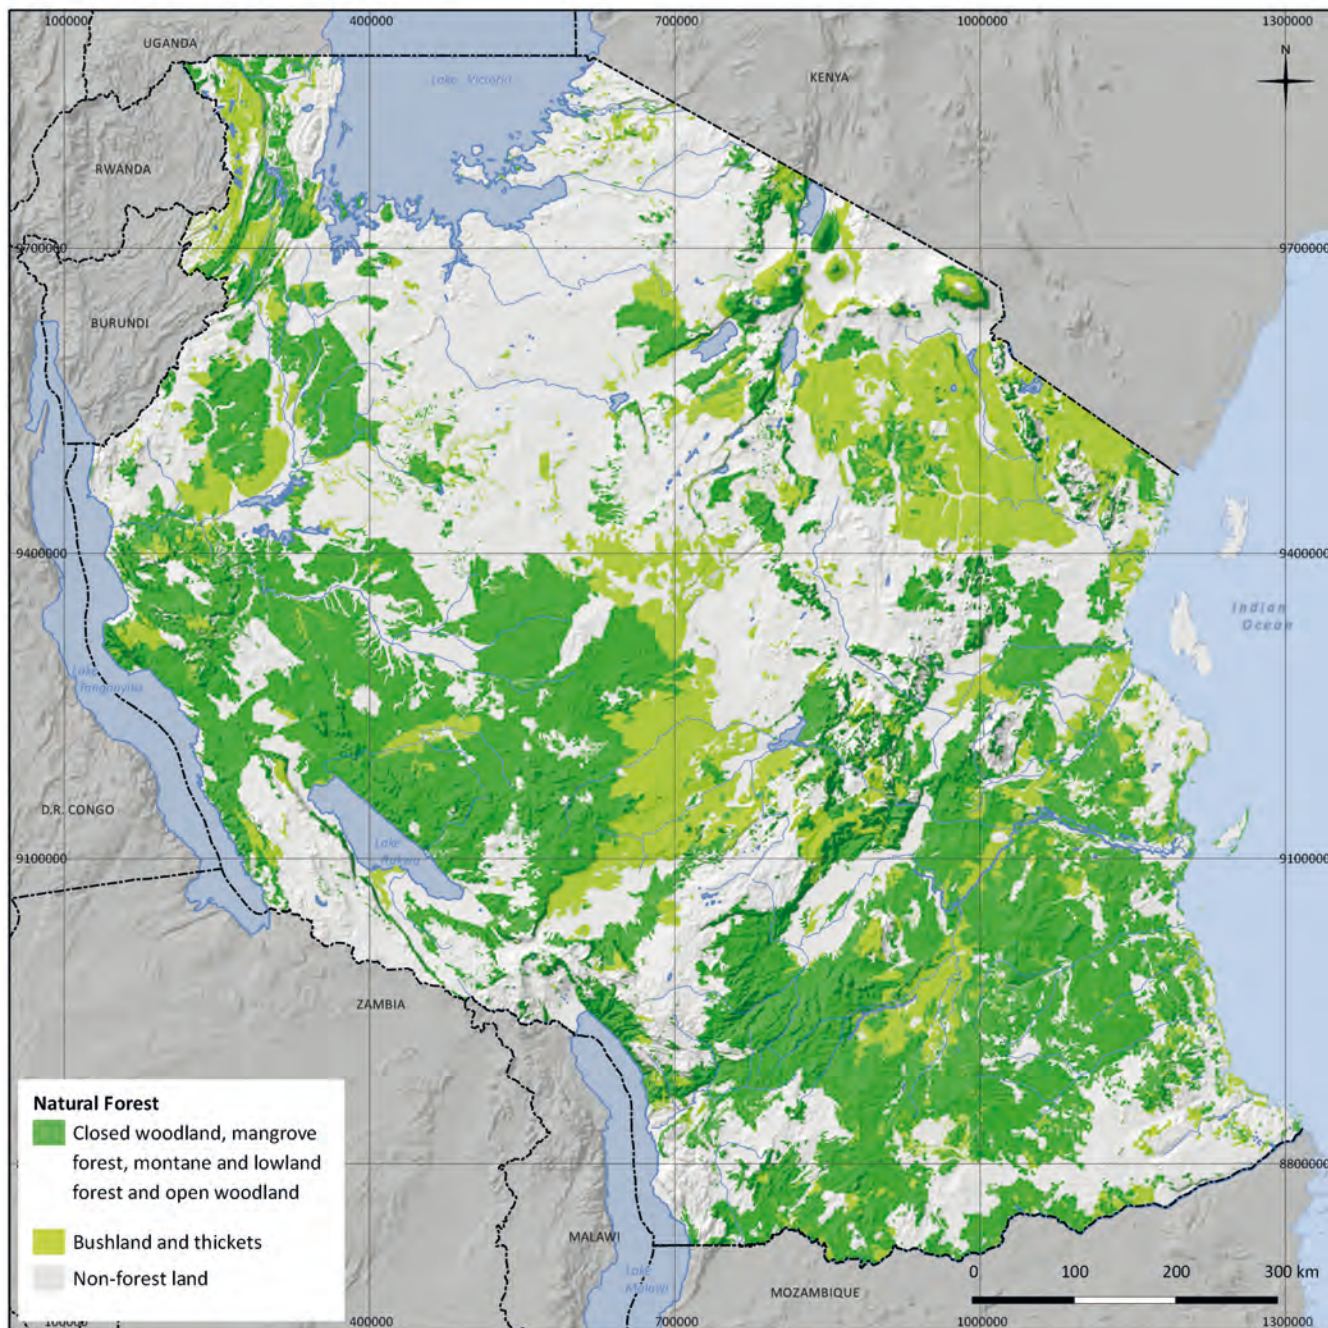 100000 400000 700000 1000000 1300000
UGANDA
N
Lake Victoria
KENYA
RWANDA
9700000 9700000
BURUNDI
9400000 9400000
Indian
Ocean
Lake
Tanganyika
D.R. CONGO
Lake
Rukwa
9100000 9100000
ZAMBIA
Natural Forest
Closed woodland, mangrove
forest, montane and lowland
forest and open woodland
8800000
Bushland and thickets
MALAWI
Non-forest land
Lake
Malawi
MOZAMBIQUE
0 100 200 300 km
100000 400000 700000 1000000 1300000